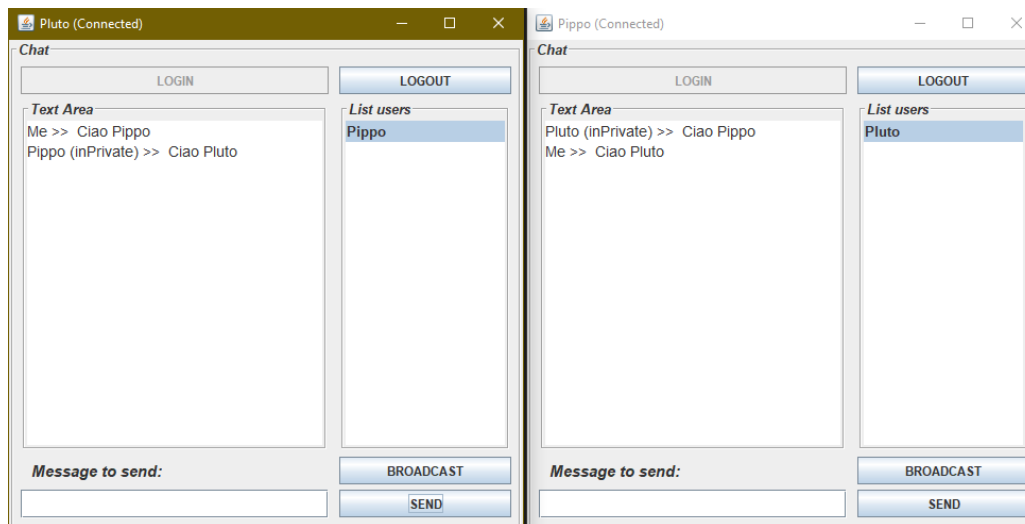 Pluto (Connected)
Chat
LOGIN
LOGOUT
Text Area
List users
Me >>  Ciao Pippo
Pippo (inPrivate) >>  Ciao Pluto
Pippo
Message to send:
BROADCAST
SEND
Pippo (Connected)
Chat
LOGIN
LOGOUT
Text Area
List users
Pluto (inPrivate) >>  Ciao Pippo
Me >>  Ciao Pluto
Pluto
Message to send:
BROADCAST
SEND